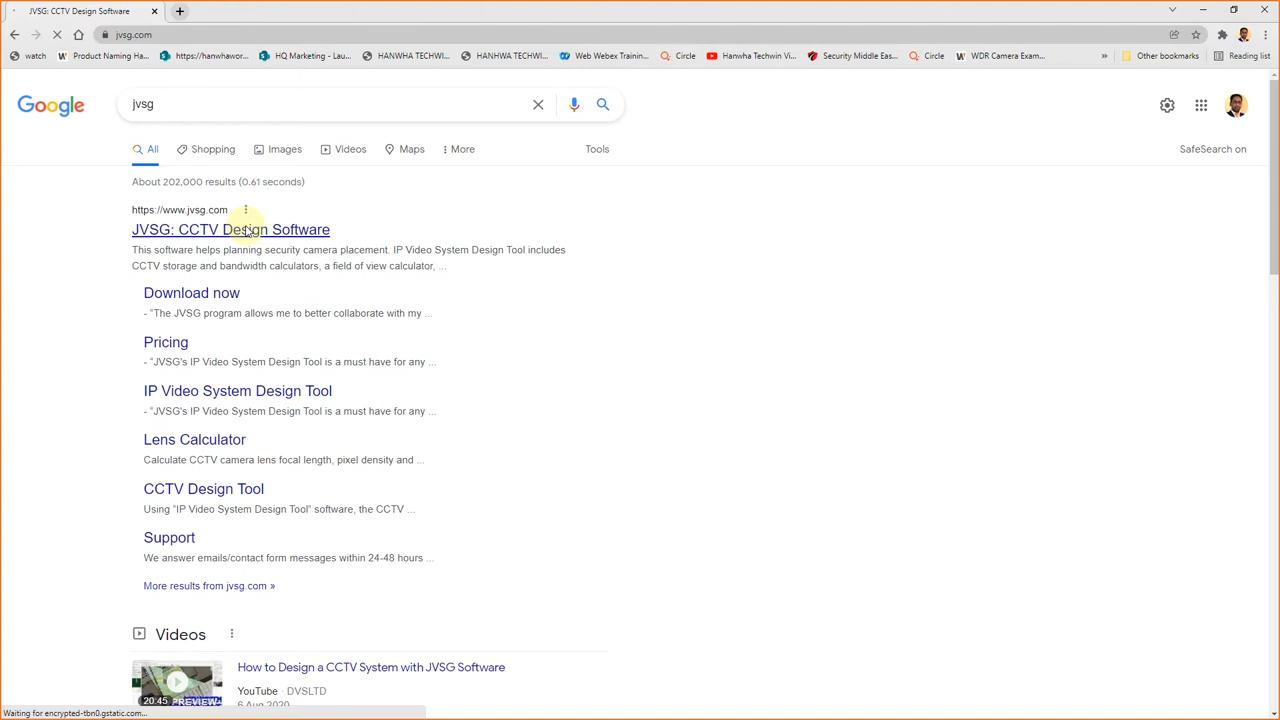 JVSG: CCTV Design Software
jvsg.com
watch
Product Naming Ha...
https://hanwhawor...
HQ Marketing - Lau...
HANWHA TECHWI...
HANHWA TECHWI...
Web Webex Training...
Circle
Hanwha Techwin Vi...
Security Middle Eas...
Circle
WDR Camera Exam...
»
Other bookmarks
Reading list
Google
jvsg
All
Shopping
Images
Videos
Maps
More
Tools
SafeSearch on
About 202,000 results (0.61 seconds)
https://www.jvsg.com
JVSG: CCTV Design Software
This software helps planning security camera placement. IP Video System Design Tool includes
CCTV storage and bandwidth calculators, a field of view calculator, ...
Download now
- "The JVSG program allows me to better collaborate with my ...
Pricing
- "JVSG's IP Video System Design Tool is a must have for any ...
IP Video System Design Tool
- "JVSG's IP Video System Design Tool is a must have for any ...
Lens Calculator
Calculate CCTV camera lens focal length, pixel density and ...
CCTV Design Tool
Using "IP Video System Design Tool" software, the CCTV ...
Support
We answer emails/contact form messages within 24-48 hours ...
More results from jvsg.com »
Videos
How to Design a CCTV System with JVSG Software
YouTube · DVSLTD
6 Aug 2020
20:45
PREVIEW
Waiting for encrypted-tbn0.gstatic.com...